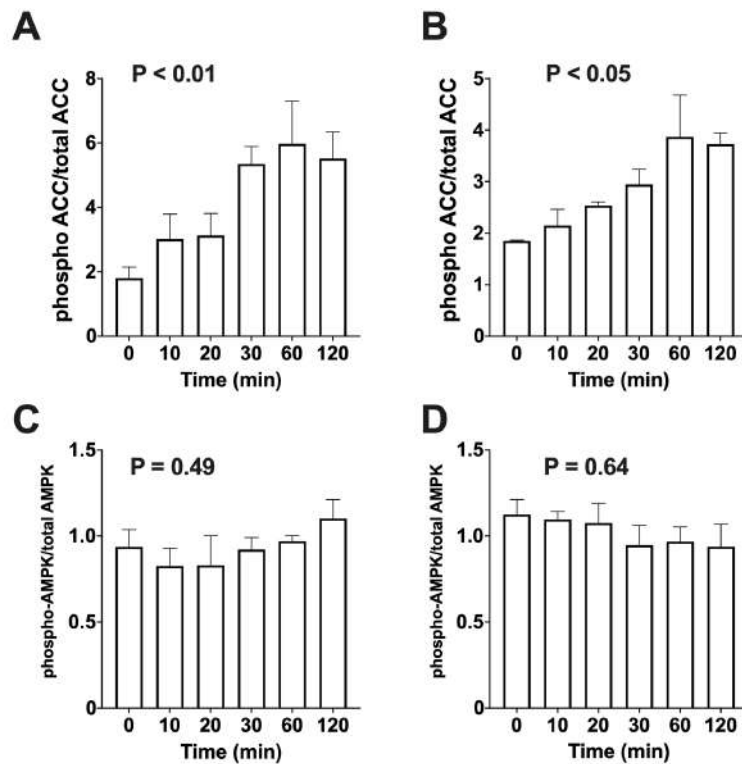 A
P < 0.01
phospho ACC/total ACC
8
6
4
2
0
0 10 20 30 60 120
Time (min)
B
P < 0.05
phospho ACC/total ACC
5
4
3
2
1
0
0 10 20 30 60 120
Time (min)
C
P = 0.49
phospho-AMPK/total AMPK
1.5
1.0
0.5
0
0 10 20 30 60 120
Time (min)
D
P = 0.64
phospho-AMPK/total AMPK
1.5
1.0
0.5
0
0 10 20 30 60 120
Time (min)